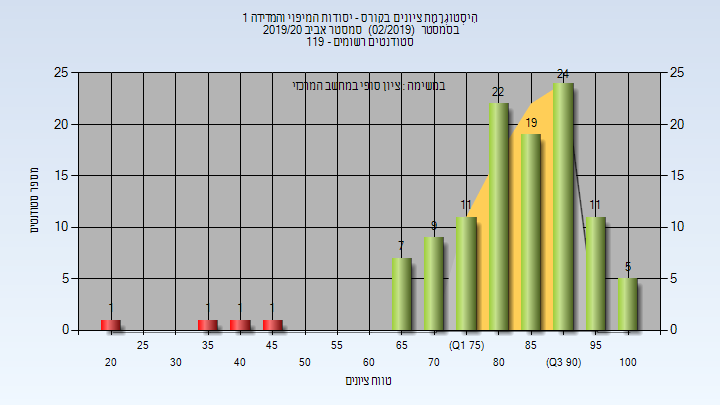 היסטוגרמת ציונים בקורס - יסודות המיפוי והמדידה 1
בסמסטר (02/2019) סמסטר אביב 2019/20
סטודנטים רשומים - 119
במשימה : ציון סופי במחשב המרכזי
מספר סטודנטים
25 25
20 20
15 15
10 10
5 5
0 0
1 1 1 1 7 9 11 22 19 24 11 5
25 35 45 55 65 (Q1 75) 85 95
20 30 40 50 60 70 80 (Q3 90) 100
טווח ציונים